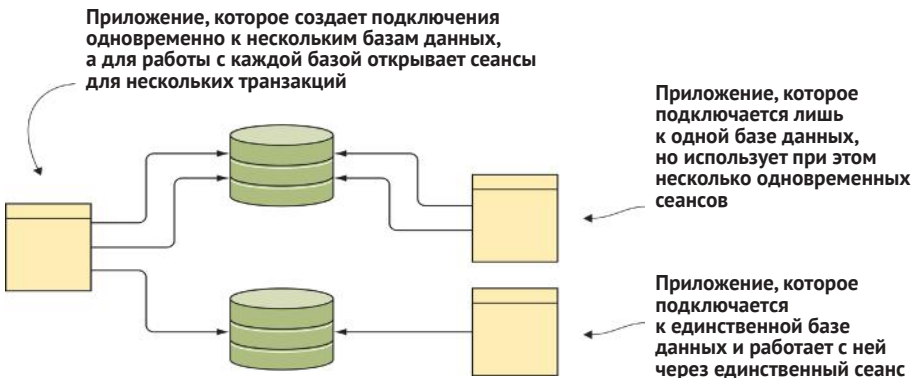 Приложение, которое создает подключения
одновременно к нескольким базам данных,
а для работы с каждой базой открывает сеансы
для нескольких транзакций
Приложение, которое
подключается лишь
к одной базе данных,
но использует при этом
несколько одновременных
сеансов
Приложение, которое
подключается
к единственной базе
данных и работает с ней
через единственный сеанс